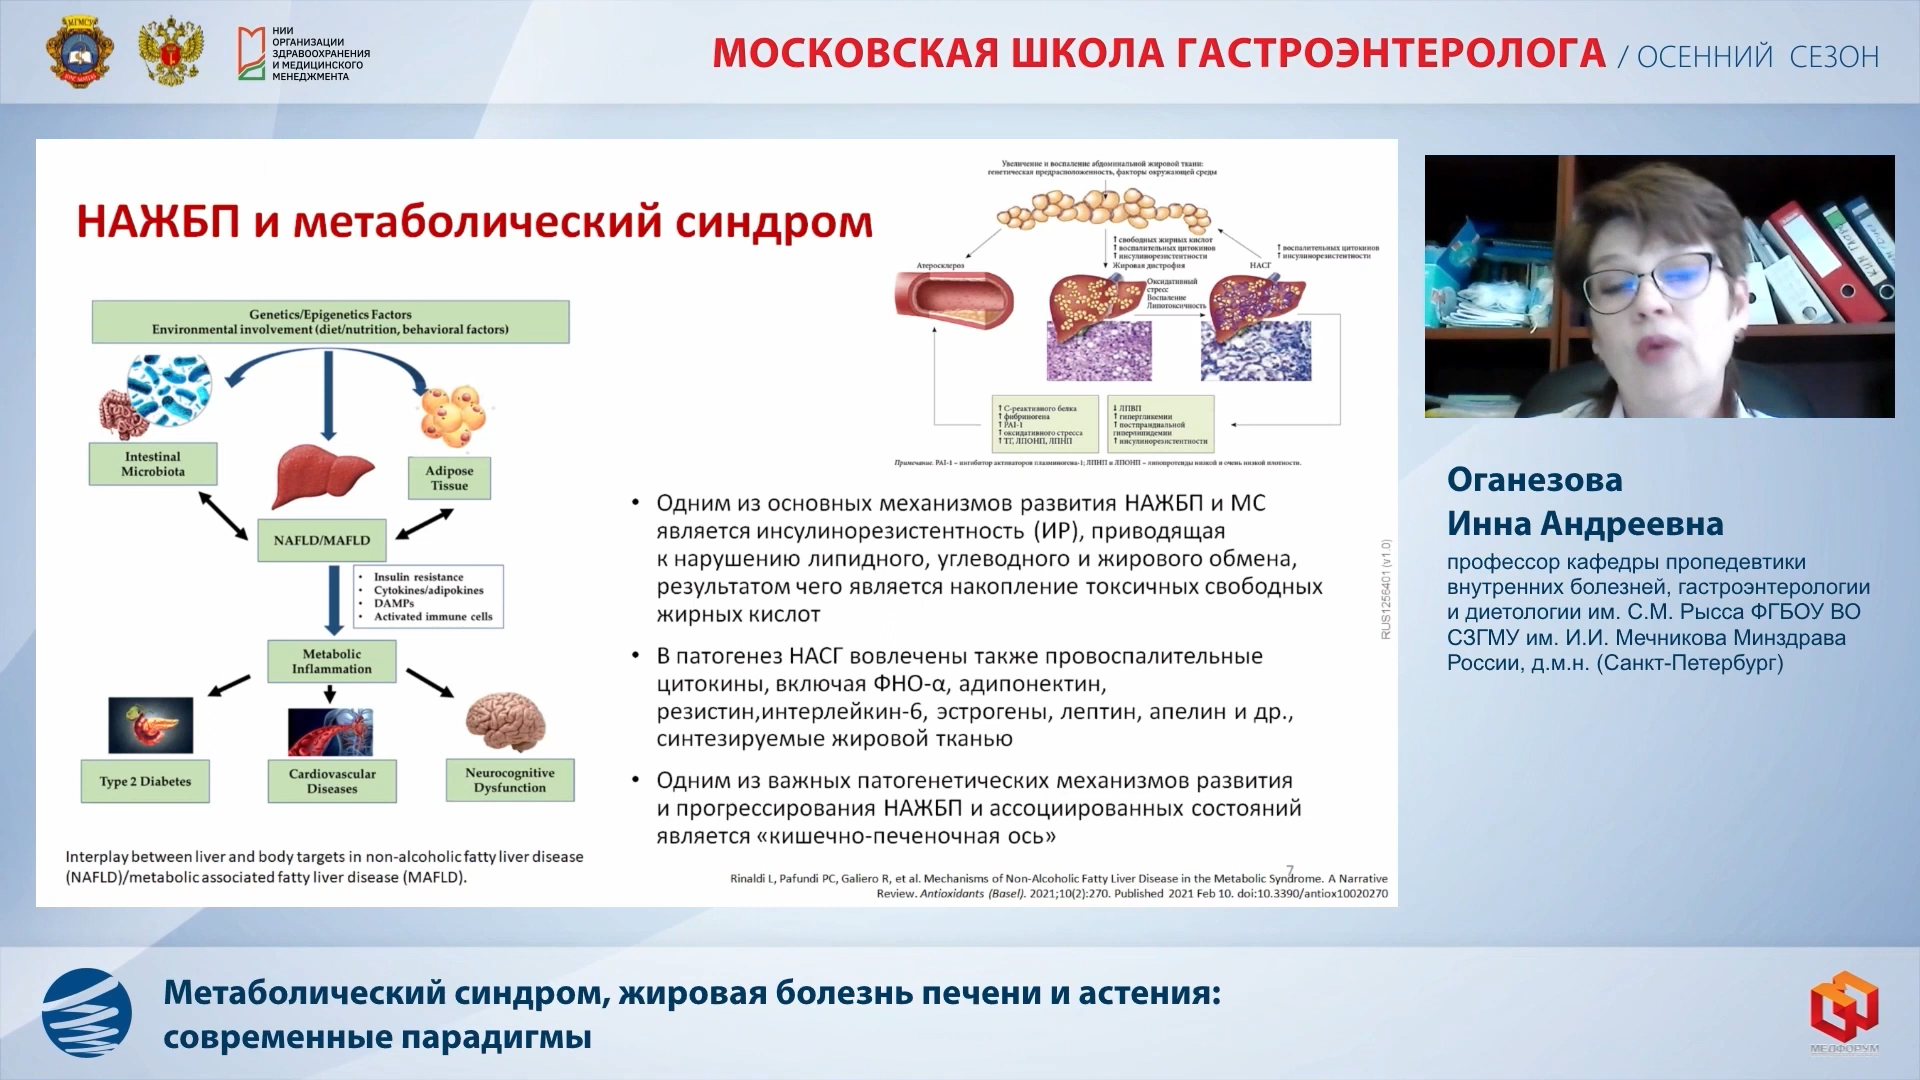 НИИ
ОРГАНИЗАЦИИ
ЗДРАВООХРАНЕНИЯ
И МЕДИЦИНСКОГО
МЕНЕДЖМЕНТА
МОСКОВСКАЯ ШКОЛА ГАСТРОЭНТЕРОЛОГА / ОСЕННИЙ СЕЗОН
НАЖБП и метаболический синдром
Genetics/Epigenetics Factors
Environmental involvement (diet/nutrition, behavioral factors)
Intestinal
Microbiota
Adipose
Tissue
NAFLD/MAFLD
• Insulin resistance
• Cytokines/adipokines
• DAMPs
• Activated immune cells
Metabolic
Inflammation
Type 2 Diabetes
Cardiovascular
Diseases
Neurocognitive
Dysfunction
Interplay between liver and body targets in non-alcoholic fatty liver disease
(NAFLD)/metabolic associated fatty liver disease (MAFLD).
Увеличение и воспаление абдоминальной жировой ткани:
генетическая предрасположенность, факторы окружающей среды
↑ свободных жирных кислот
↑ воспалительных цитокинов
↑ инсулинорезистентности
↑ воспалительных цитокинов
↑ инсулинорезистентности
Атеросклероз
Жировая дистрофия
НАСГ
Оксидативный
стресс
Воспаление
Липотоксичность
↑ С-реактивного белка
↑ фибриногена
↑ PAI-1
↑ оксидативного стресса
↑ ТГ, ЛПОНП, ЛПНП
↓ ЛПВП
↑ гипергликемии
↑ постпрандиальной
гиперлипидемии
↑ инсулинорезистентности
Примечание. PAI-1 – ингибитор активаторов плазминогена-1; ЛПНП и ЛПОНП – липопротеиды низкой и очень низкой плотности.
• Одним из основных механизмов развития НАЖБП и МС
является инсулинорезистентность (ИР), приводящая
к нарушению липидного, углеводного и жирового обмена,
результатом чего является накопление токсичных свободных
жирных кислот
• В патогенез НАСГ вовлечены также провоспалительные
цитокины, включая ФНО-α, адипонектин,
резистин,интерлейкин-6, эстрогены, лептин, апелин и др.,
синтезируемые жировой тканью
• Одним из важных патогенетических механизмов развития
и прогрессирования НАЖБП и ассоциированных состояний
является «кишечно-печеночная ось»
RUS1256401 (v1.0)
7
Rinaldi L, Pafundi PC, Galiero R, et al. Mechanisms of Non-Alcoholic Fatty Liver Disease in the Metabolic Syndrome. A Narrative
Review. Antioxidants (Basel). 2021;10(2):270. Published 2021 Feb 10. doi:10.3390/antiox10020270
Оганезова
Инна Андреевна
профессор кафедры пропедевтики
внутренних болезней, гастроэнтерологии
и диетологии им. С.М. Рысса ФГБОУ ВО
СЗГМУ им. И.И. Мечникова Минздрава
России, д.м.н. (Санкт-Петербург)
Метаболический синдром, жировая болезнь печени и астения:
современные парадигмы
МЕДФОРУМ